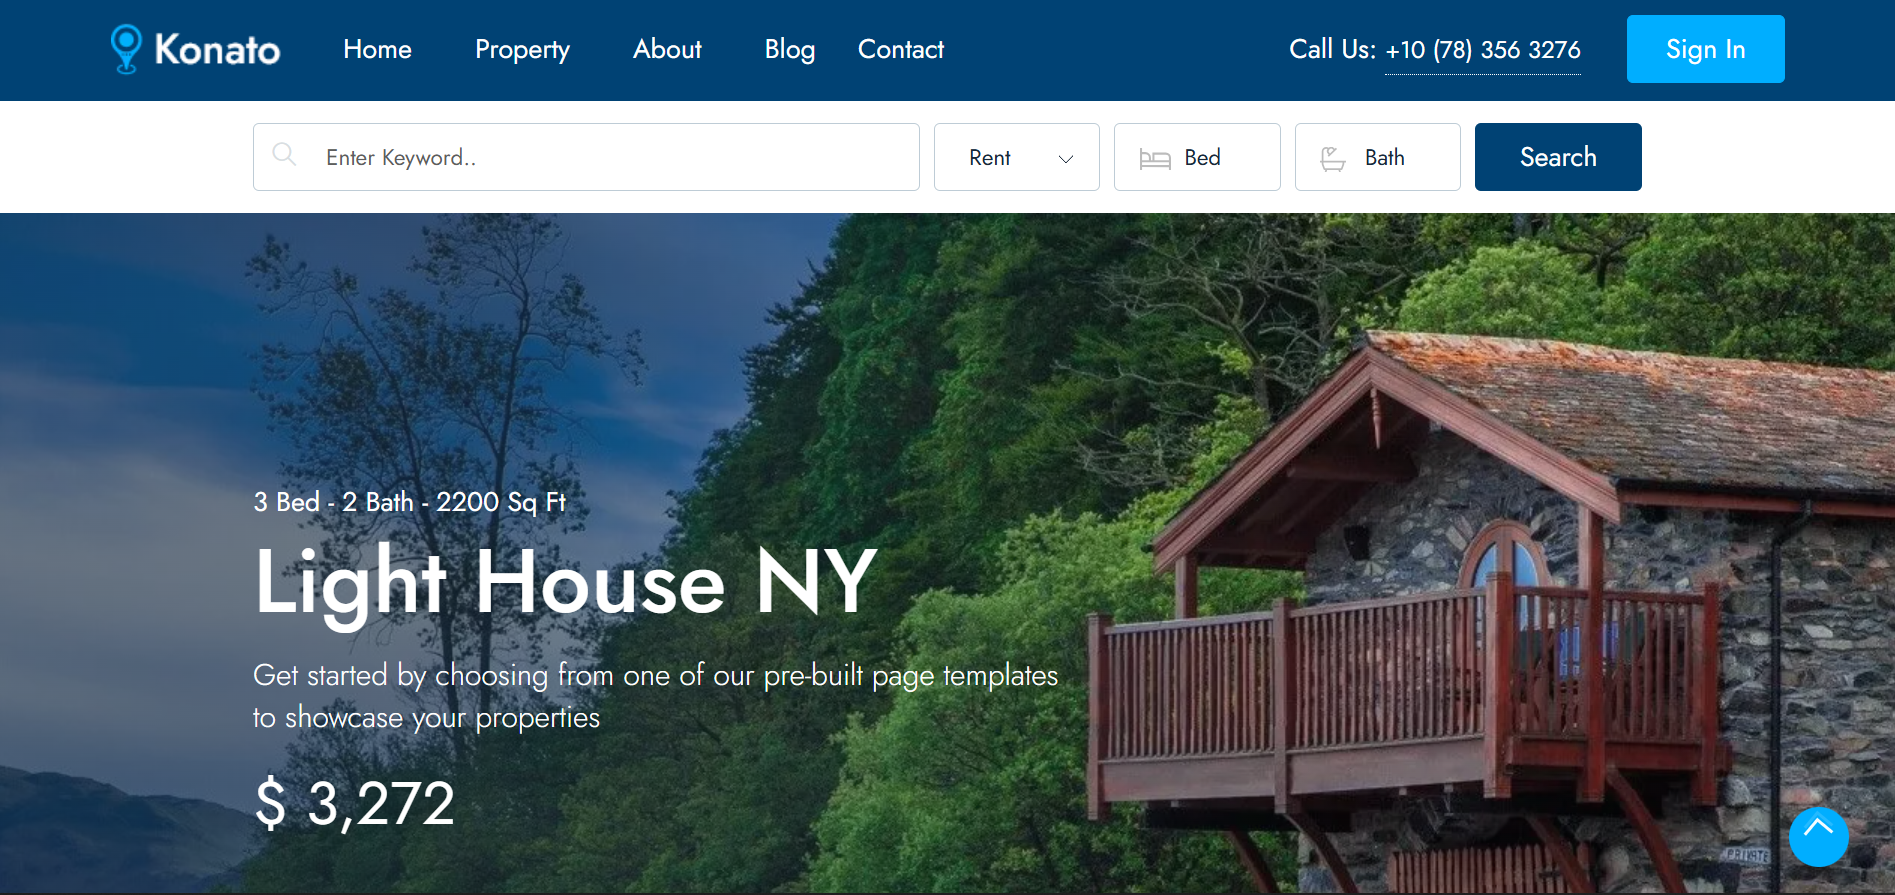 Konato
Home Property About Blog Contact
Call Us: +10 (78) 356 3276
Sign In
Enter Keyword..
Rent
Bed
Bath
Search
3 Bed - 2 Bath - 2200 Sq Ft
Light House NY
Get started by choosing from one of our pre-built page templates
to showcase your properties
$ 3,272
PRIVATE